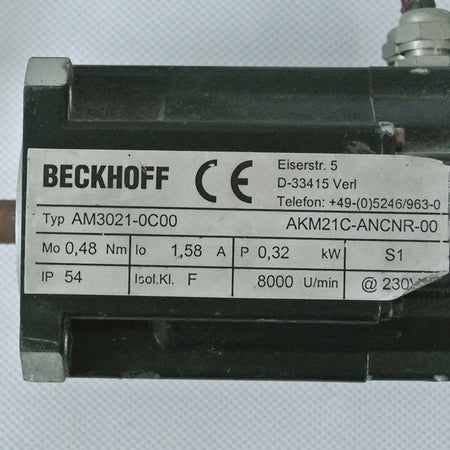 BECKHOFF CE Eiserstr. 5
D-33415 Verl
Telefon: +49-(0)5246/963-0
Typ AM3021-0C00 AKM21C-ANCNR-00
Mo 0,48 Nm Io 1,58 A P 0,32 kW S1
IP 54 Isol.Kl. F 8000 U/min @ 230V